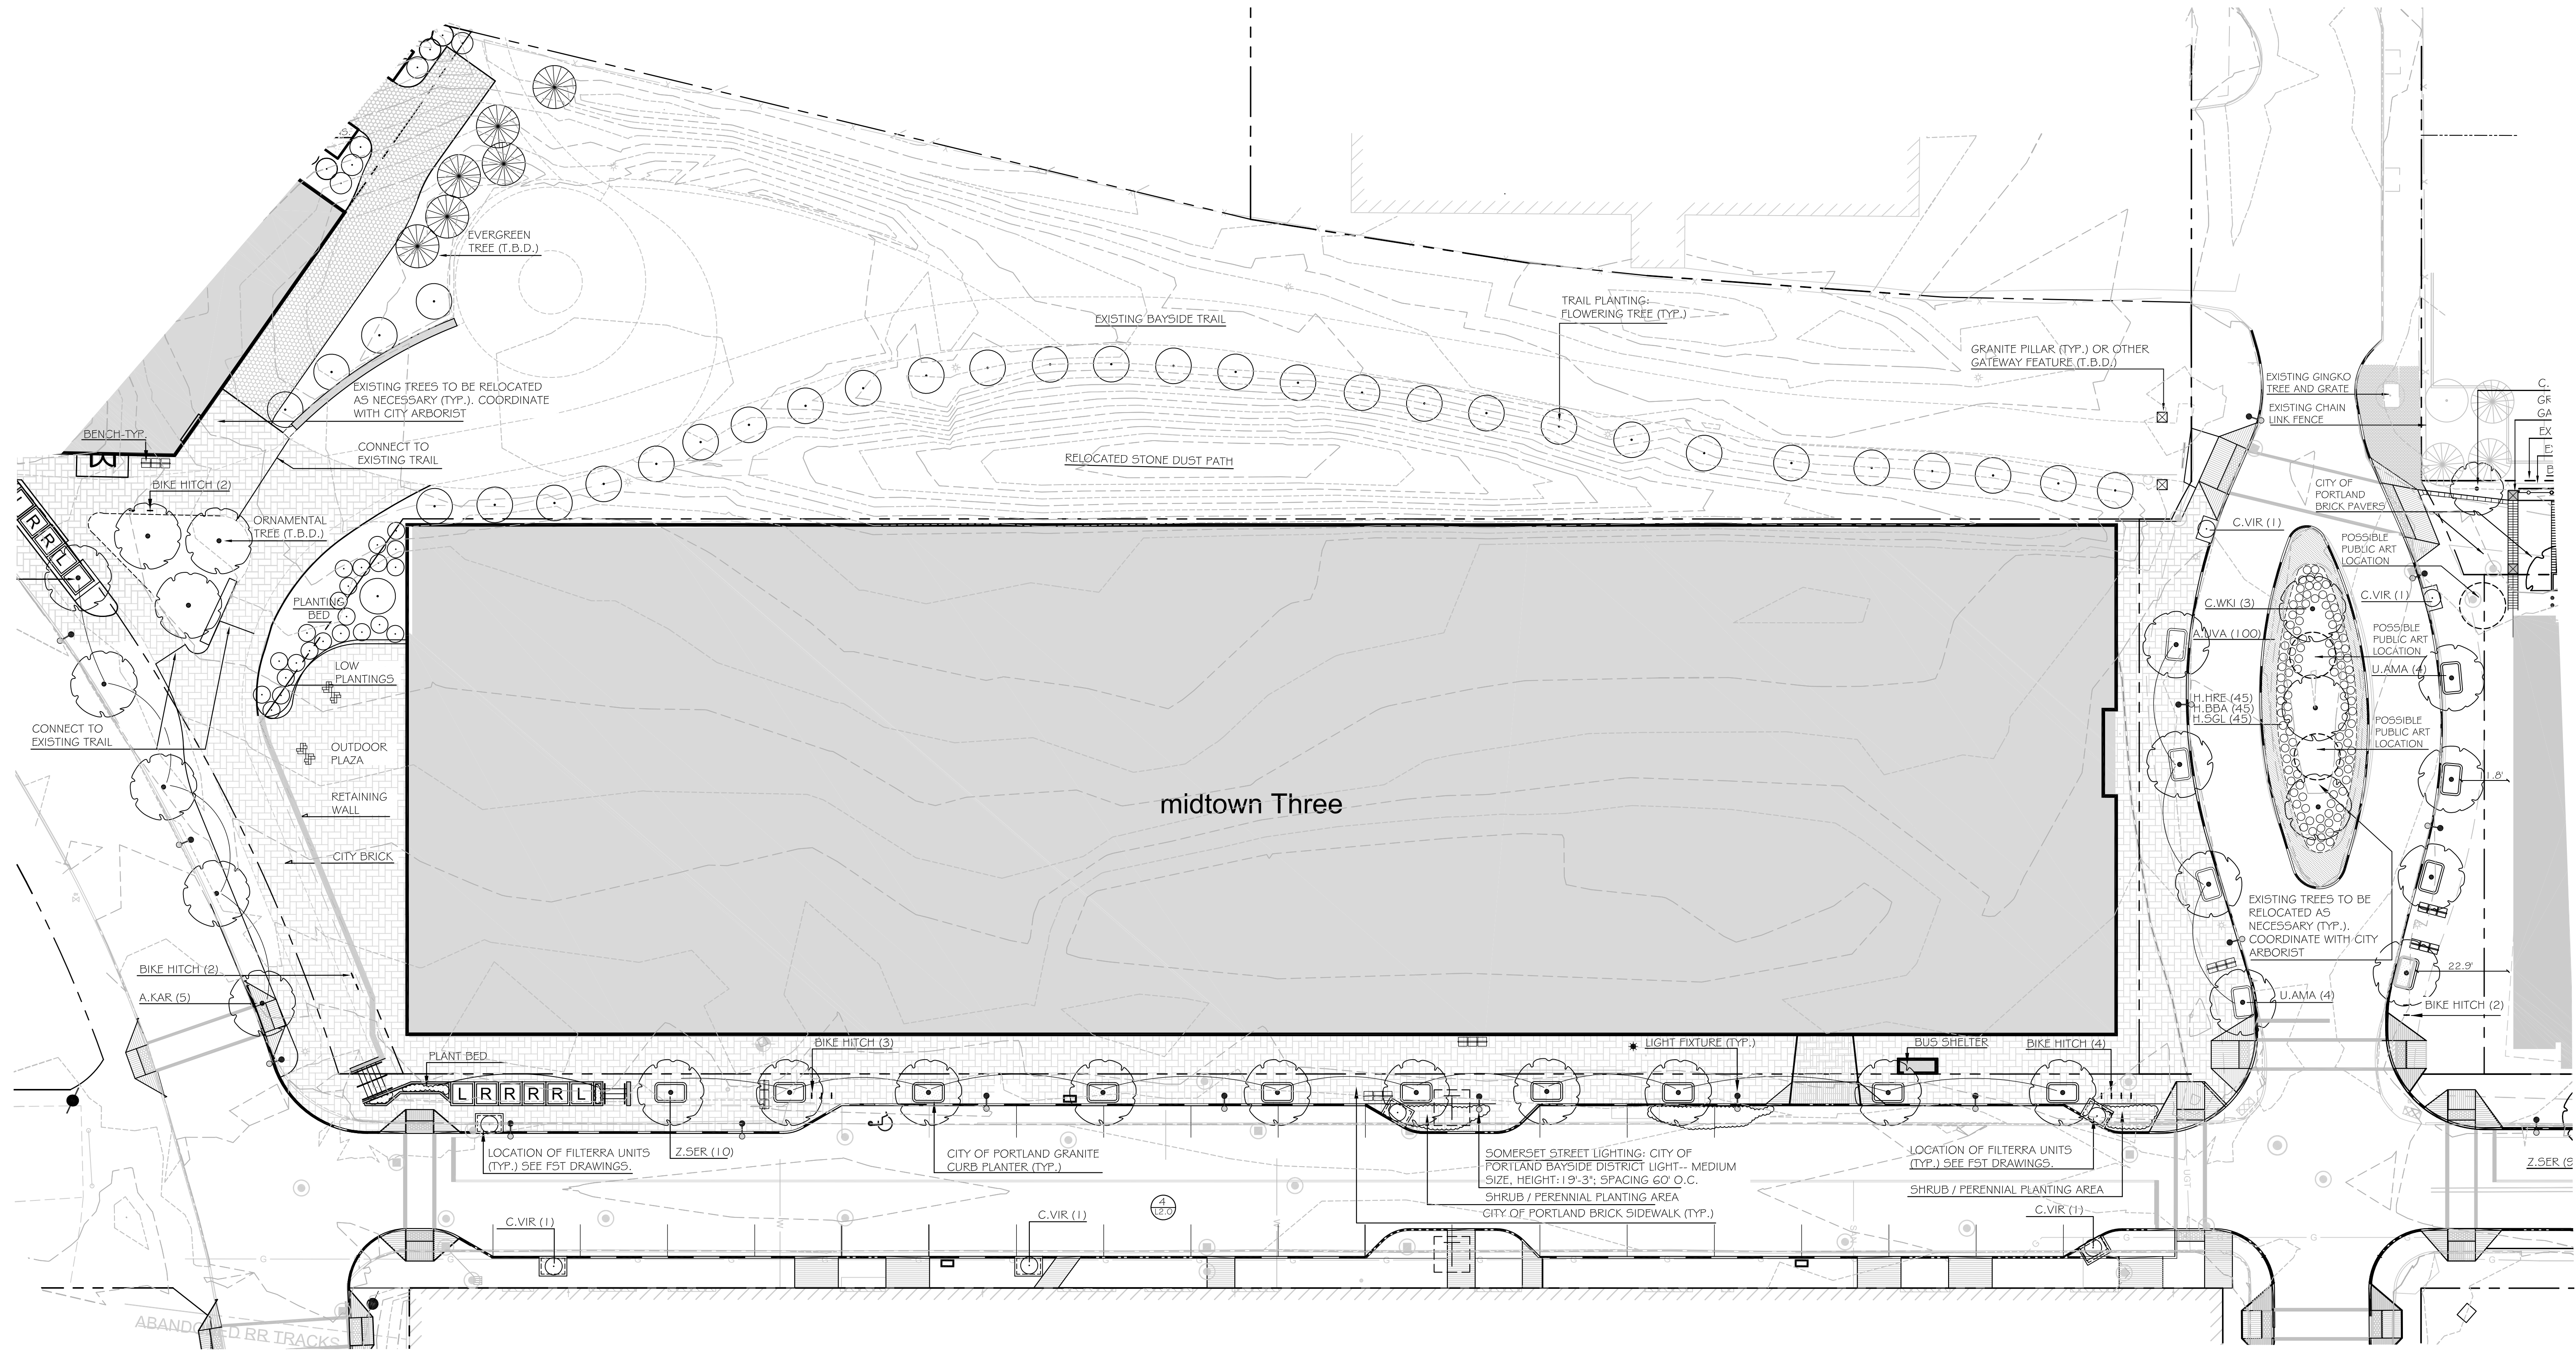 EVERGREEN
TREE (T.B.D.)
EXISTING BAYSIDE TRAIL
TRAIL PLANTING:
FLOWERING TREE (TYP.)
GRANITE PILLAR (TYP.) OR OTHER
GATEWAY FEATURE (T.B.D.)
EXISTING GINGKO
TREE AND GRATE
EXISTING CHAIN
LINK FENCE
EXISTING TREES TO BE RELOCATED
AS NECESSARY (TYP.). COORDINATE
WITH CITY ARBORIST
BENCH-TYP.
CONNECT TO
EXISTING TRAIL
RELOCATED STONE DUST PATH
BIKE HITCH (2)
ORNAMENTAL
TREE (T.B.D.)
R
R
L
CITY OF
PORTLAND
BRICK PAVERS
C.VIR (1)
POSSIBLE
PUBLIC ART
LOCATION
PLANTING
BED
C.WKI (3)
C.VIR (1)
A.UVA (100)
POSSIBLE
PUBLIC ART
LOCATION
U.AMA (4)
LOW
PLANTINGS
H.HRE (45)
H.BBA (45)
H.SGL (45)
POSSIBLE
PUBLIC ART
LOCATION
CONNECT TO
EXISTING TRAIL
OUTDOOR
PLAZA
RETAINING
WALL
midtown Three
CITY BRICK
EXISTING TREES TO BE
RELOCATED AS
NECESSARY (TYP.).
COORDINATE WITH CITY
ARBORIST
BIKE HITCH (2)
22.9'
A.KAR (5)
U.AMA (4)
BIKE HITCH (2)
PLANT BED
BIKE HITCH (3)
LIGHT FIXTURE (TYP.)
BUS SHELTER
BIKE HITCH (4)
L R R R R L
LOCATION OF FILTERRA UNITS
(TYP.) SEE FST DRAWINGS.
Z.SER (10)
CITY OF PORTLAND GRANITE
CURB PLANTER (TYP.)
SOMERSET STREET LIGHTING: CITY OF
PORTLAND BAYSIDE DISTRICT LIGHT-- MEDIUM
SIZE, HEIGHT:19'-3"; SPACING 60' O.C.
SHRUB / PERENNIAL PLANTING AREA
CITY OF PORTLAND BRICK SIDEWALK (TYP.)
LOCATION OF FILTERRA UNITS
(TYP.) SEE FST DRAWINGS.
SHRUB / PERENNIAL PLANTING AREA
4
L2.0
C.VIR (1)
C.VIR (1)
C.VIR (1)
RR TRACKS